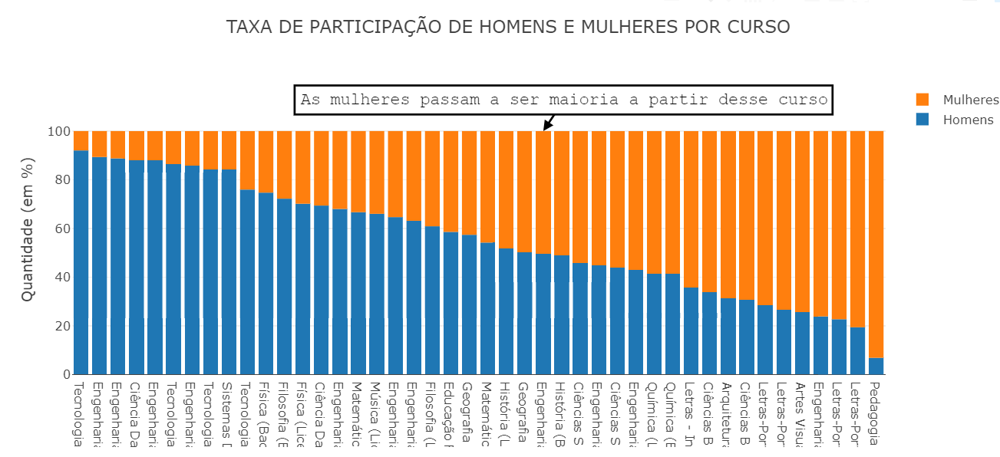 TAXA DE PARTICIPAÇÃO DE HOMENS E MULHERES POR CURSO
As mulheres passam a ser maioria a partir desse curso
Mulheres
Homens
Quantidade (em %)
100
80
60
40
20
0
Tecnologia
Engenharia
Engenharia
Ciência Da
Engenharia
Tecnologia
Engenharia
Tecnologia
Sistemas D
Tecnologia
Física (Bac
Filosofia (B
Física (Lice
Ciência Da
Engenharia
Matemátic
Música (Lic
Engenharia
Engenharia
Filosofia (L
Educação F
Geografia
Matemátic
História (L
Geografia
Engenharia
História (B
Ciências S
Ciências S
Engenharia
Química (L
Química (B
Letras - In
Ciências B
Arquitetura
Ciências B
Letras-Por
Letras-Por
Artes Visua
Engenharia
Letras-Por
Letras-Por
Pedagogia